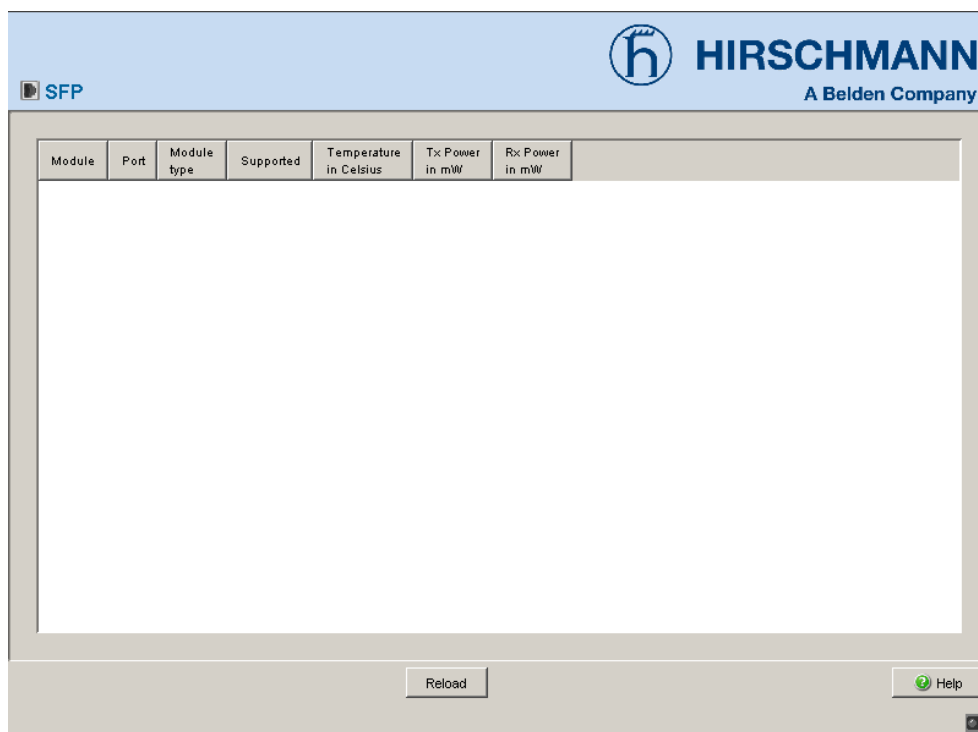 HIRSCHMANN
A Belden Company
SFP
Module
Port
Module
type
Supported
Temperature
in Celsius
Tx Power
in mW
Rx Power
in mW
Reload
Help